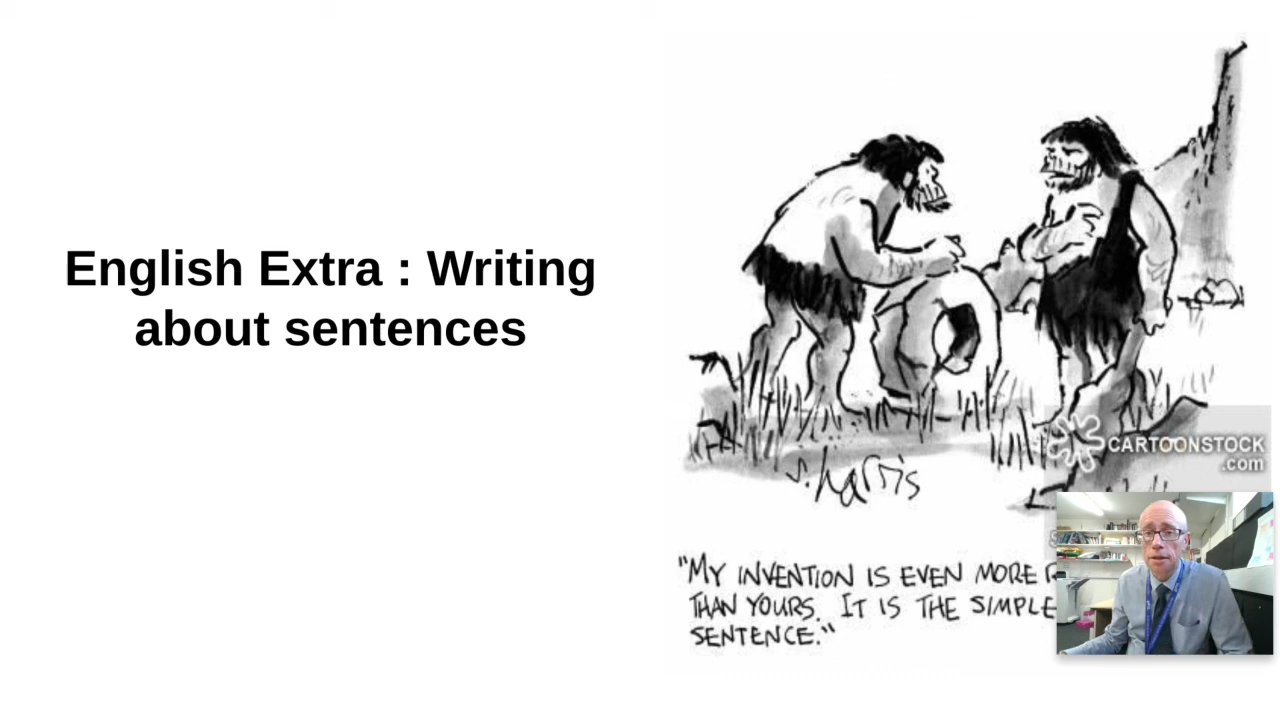 English Extra : Writing
about sentences
s. harris
CARTOONSTOCK
.com
"MY INVENTION IS EVEN MORE
THAN YOURS. IT IS THE SIMPLE
SENTENCE."